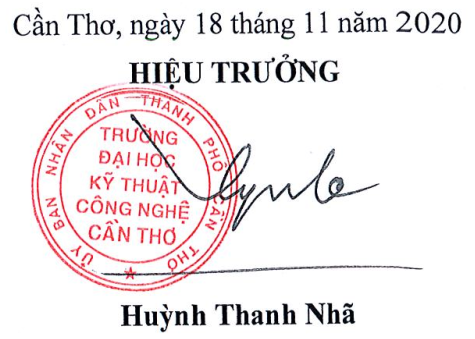 Cần Thơ, ngày 18 tháng 11 năm 2020
HIỆU TRƯỞNG
ỦY BAN NHÂN DÂN THÀNH PHỐ CẦN THƠ
TRƯỜNG
ĐẠI HỌC
KỸ THUẬT
CÔNG NGHỆ
CẦN THƠ
Huỳnh Thanh Nhã